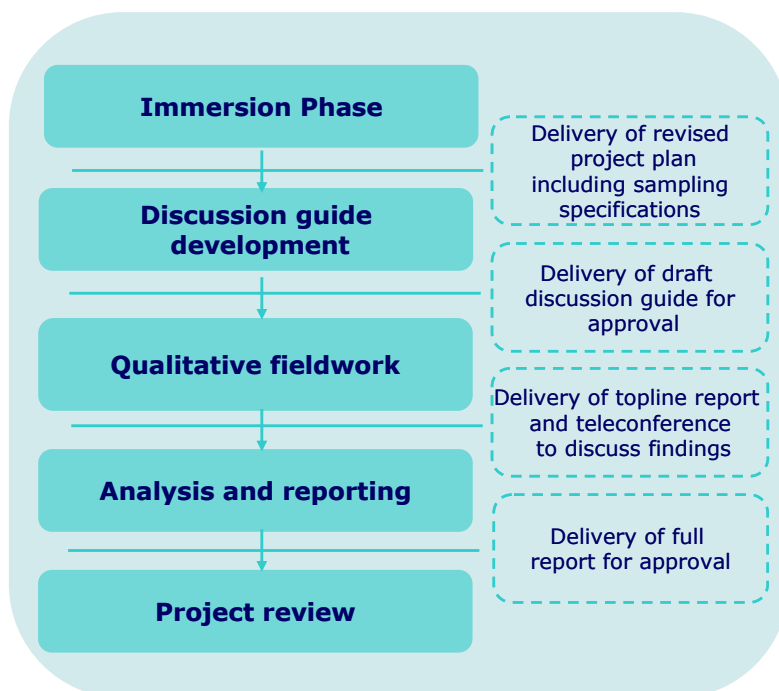 Immersion Phase
Delivery of revised
project plan
including sampling
specifications
Discussion guide
development
Delivery of draft
discussion guide for
approval
Qualitative fieldwork
Delivery of topline report
and teleconference
to discuss findings
Analysis and reporting
Delivery of full
report for approval
Project review